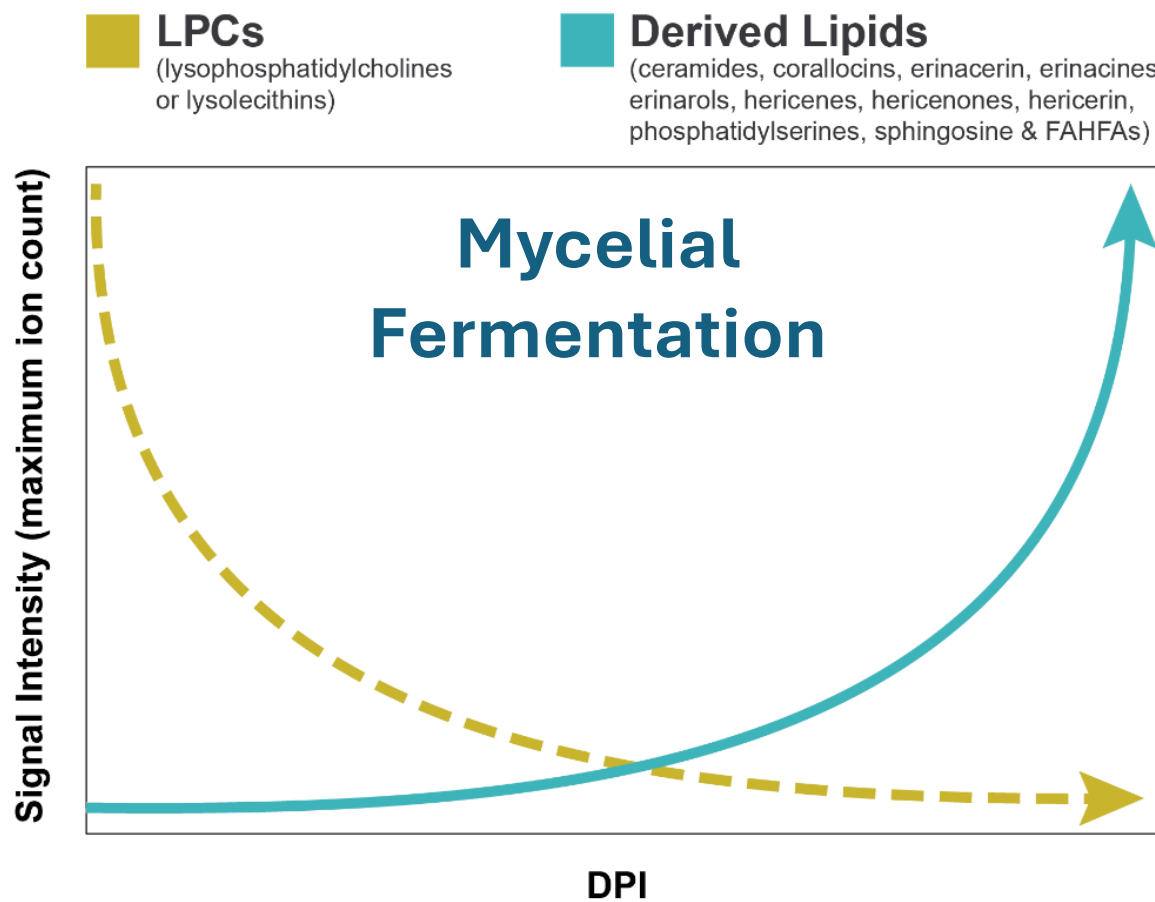 LPCs
(lysophosphatidylcholines
or lysolecithins)
Derived Lipids
(ceramides, corallocins, erinacerin, erinacines
erinarols, hericenes, hericenones, hericerin,
phosphatidylserines, sphingosine & FAHFAs)
Mycelial
Fermentation
Signal Intensity (maximum ion count)
DPI